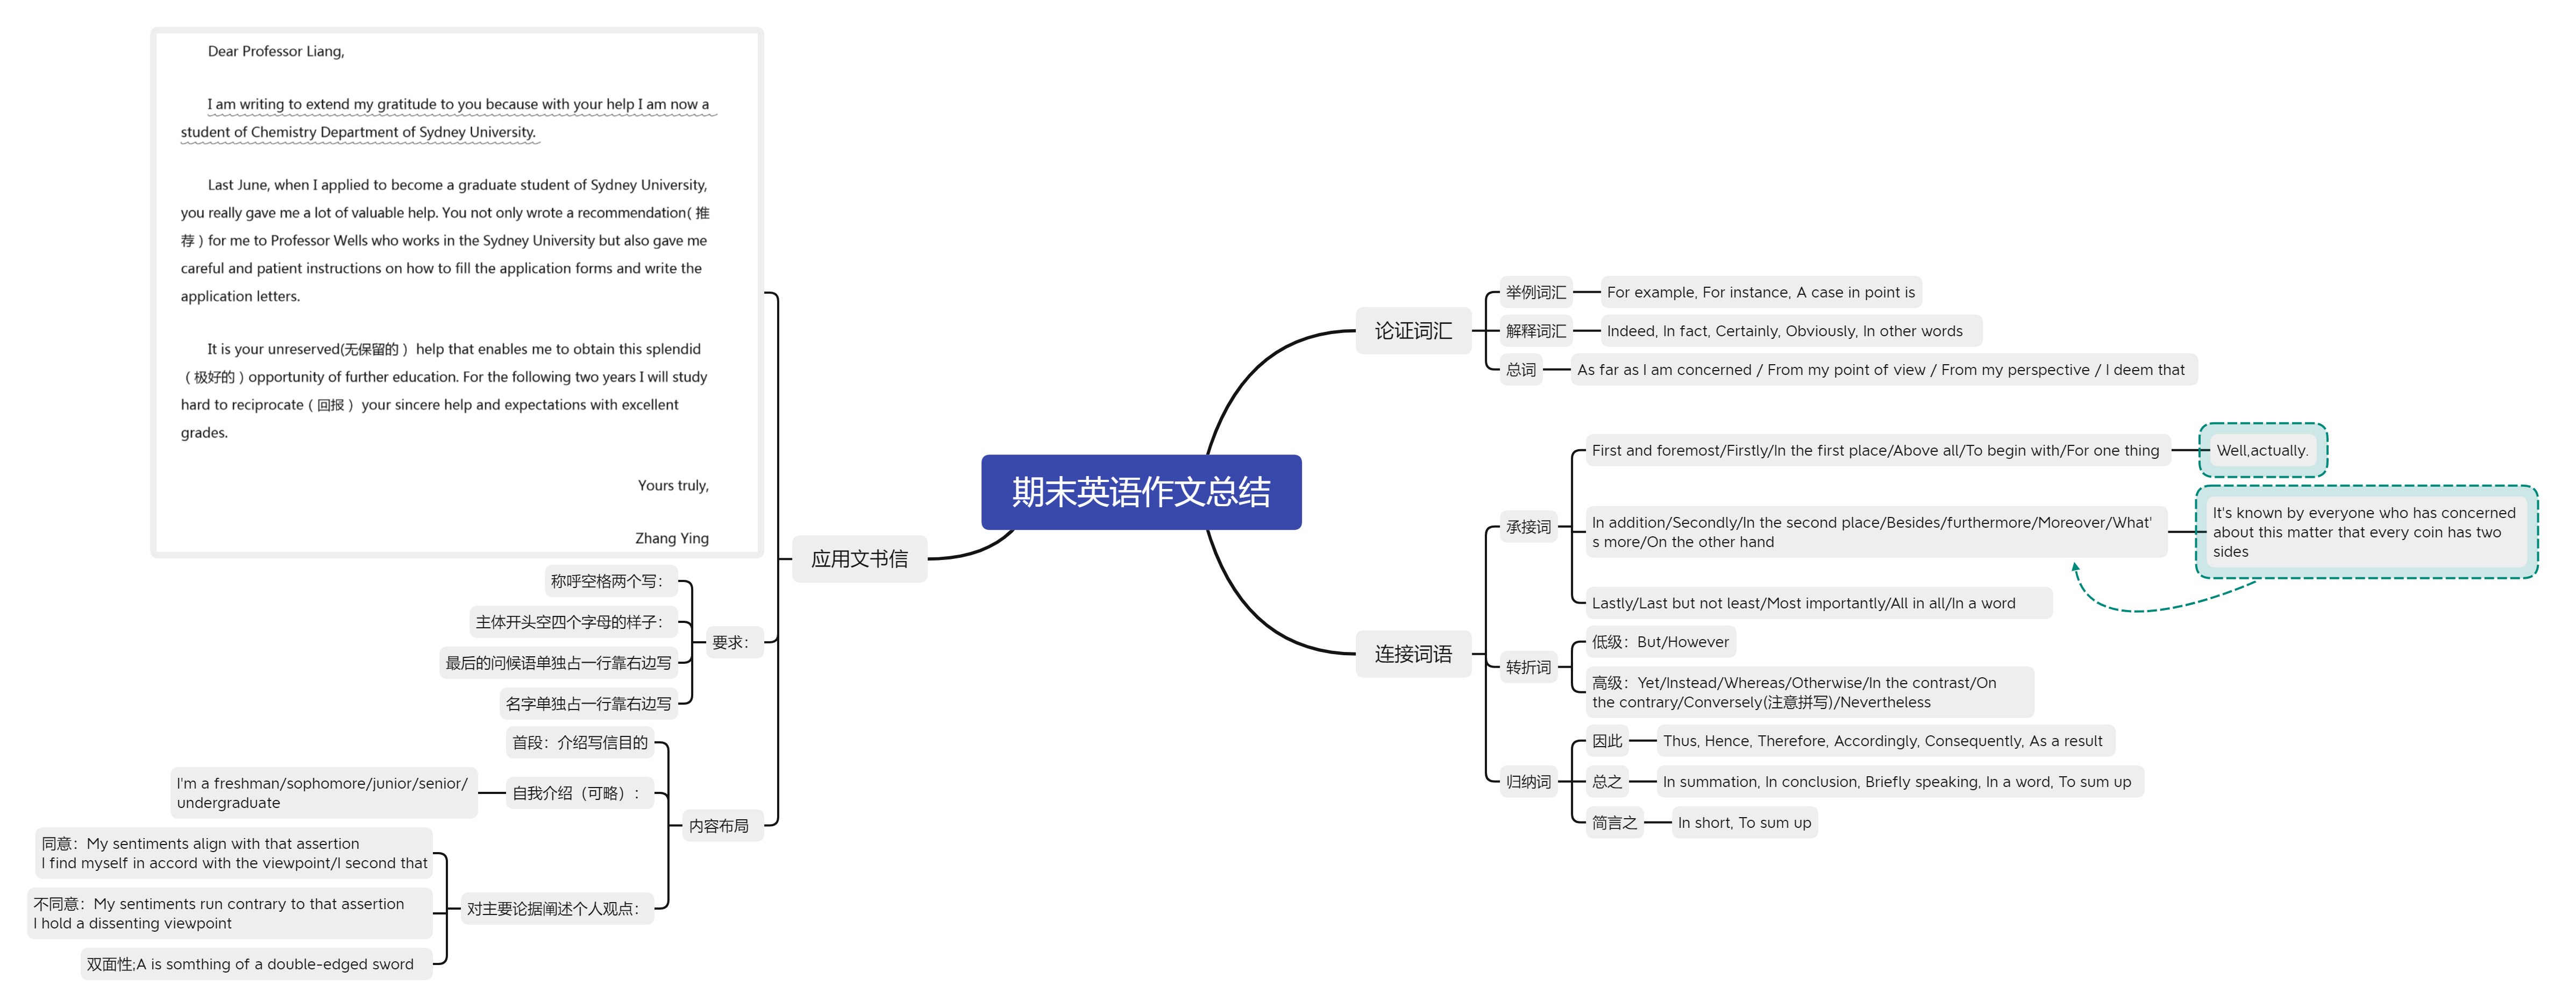 期末英语作文总结
论证词汇
举例词汇
For example, For instance, A case in point is
解释词汇
Indeed, In fact, Certainly, Obviously, In other words
总词
As far as I am concerned / From my point of view / From my perspective / I deem that
连接词语
承接词
First and foremost/Firstly/In the first place/Above all/To begin with/For one thing
Well,actually.
In addition/Secondly/In the second place/Besides/furthermore/Moreover/What'
s more/On the other hand
It's known by everyone who has concerned
about this matter that every coin has two
sides
Lastly/Last but not least/Most importantly/All in all/In a word
转折词
低级：But/However
高级：Yet/Instead/Whereas/Otherwise/In the contrast/On
the contrary/Conversely(注意拼写)/Nevertheless
归纳词
因此
Thus, Hence, Therefore, Accordingly, Consequently, As a result
总之
In summation, In conclusion, Briefly speaking, In a word, To sum up
简言之
In short, To sum up
应用文书信
Dear Professor Liang,
I am writing to extend my gratitude to you because with your help I am now a
student of Chemistry Department of Sydney University.
Last June, when I applied to become a graduate student of Sydney University,
you really gave me a lot of valuable help. You not only wrote a recommendation( 推
荐 ) for me to Professor Wells who works in the Sydney University but also gave me
careful and patient instructions on how to fill the application forms and write the
application letters.
It is your unreserved(无保留的 ） help that enables me to obtain this splendid
（极好的）opportunity of further education. For the following two years I will study
hard to reciprocate（ 回报 ） your sincere help and expectations with excellent
grades.
Yours truly,
Zhang Ying
要求：
称呼空格两个写：
主体开头空四个字母的样子：
最后的问候语单独占一行靠右边写
名字单独占一行靠右边写
内容布局
首段：介绍写信目的
自我介绍（可略）：
I'm a freshman/sophomore/junior/senior/
undergraduate
对主要论据阐述个人观点：
同意：My sentiments align with that assertion
I find myself in accord with the viewpoint/I second that
不同意：My sentiments run contrary to that assertion
I hold a dissenting viewpoint
双面性;A is somthing of a double-edged sword